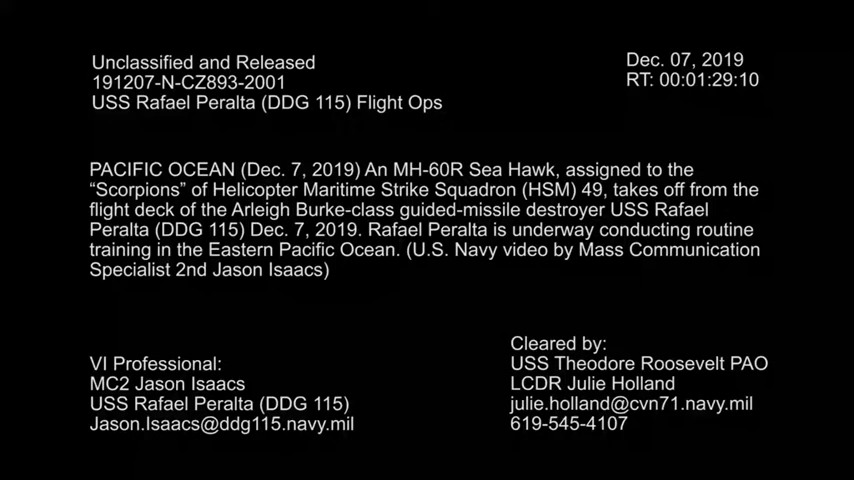 Unclassified and Released
191207-N-CZ893-2001
USS Rafael Peralta (DDG 115) Flight Ops
Dec. 07, 2019
RT: 00:01:29:10
PACIFIC OCEAN (Dec. 7, 2019) An MH-60R Sea Hawk, assigned to the
“Scorpions” of Helicopter Maritime Strike Squadron (HSM) 49, takes off from the
flight deck of the Arleigh Burke-class guided-missile destroyer USS Rafael
Peralta (DDG 115) Dec. 7, 2019. Rafael Peralta is underway conducting routine
training in the Eastern Pacific Ocean. (U.S. Navy video by Mass Communication
Specialist 2nd Jason Isaacs)
VI Professional:
MC2 Jason Isaacs
USS Rafael Peralta (DDG 115)
Jason.Isaacs@ddg115.navy.mil
Cleared by:
USS Theodore Roosevelt PAO
LCDR Julie Holland
julie.holland@cvn71.navy.mil
619-545-4107